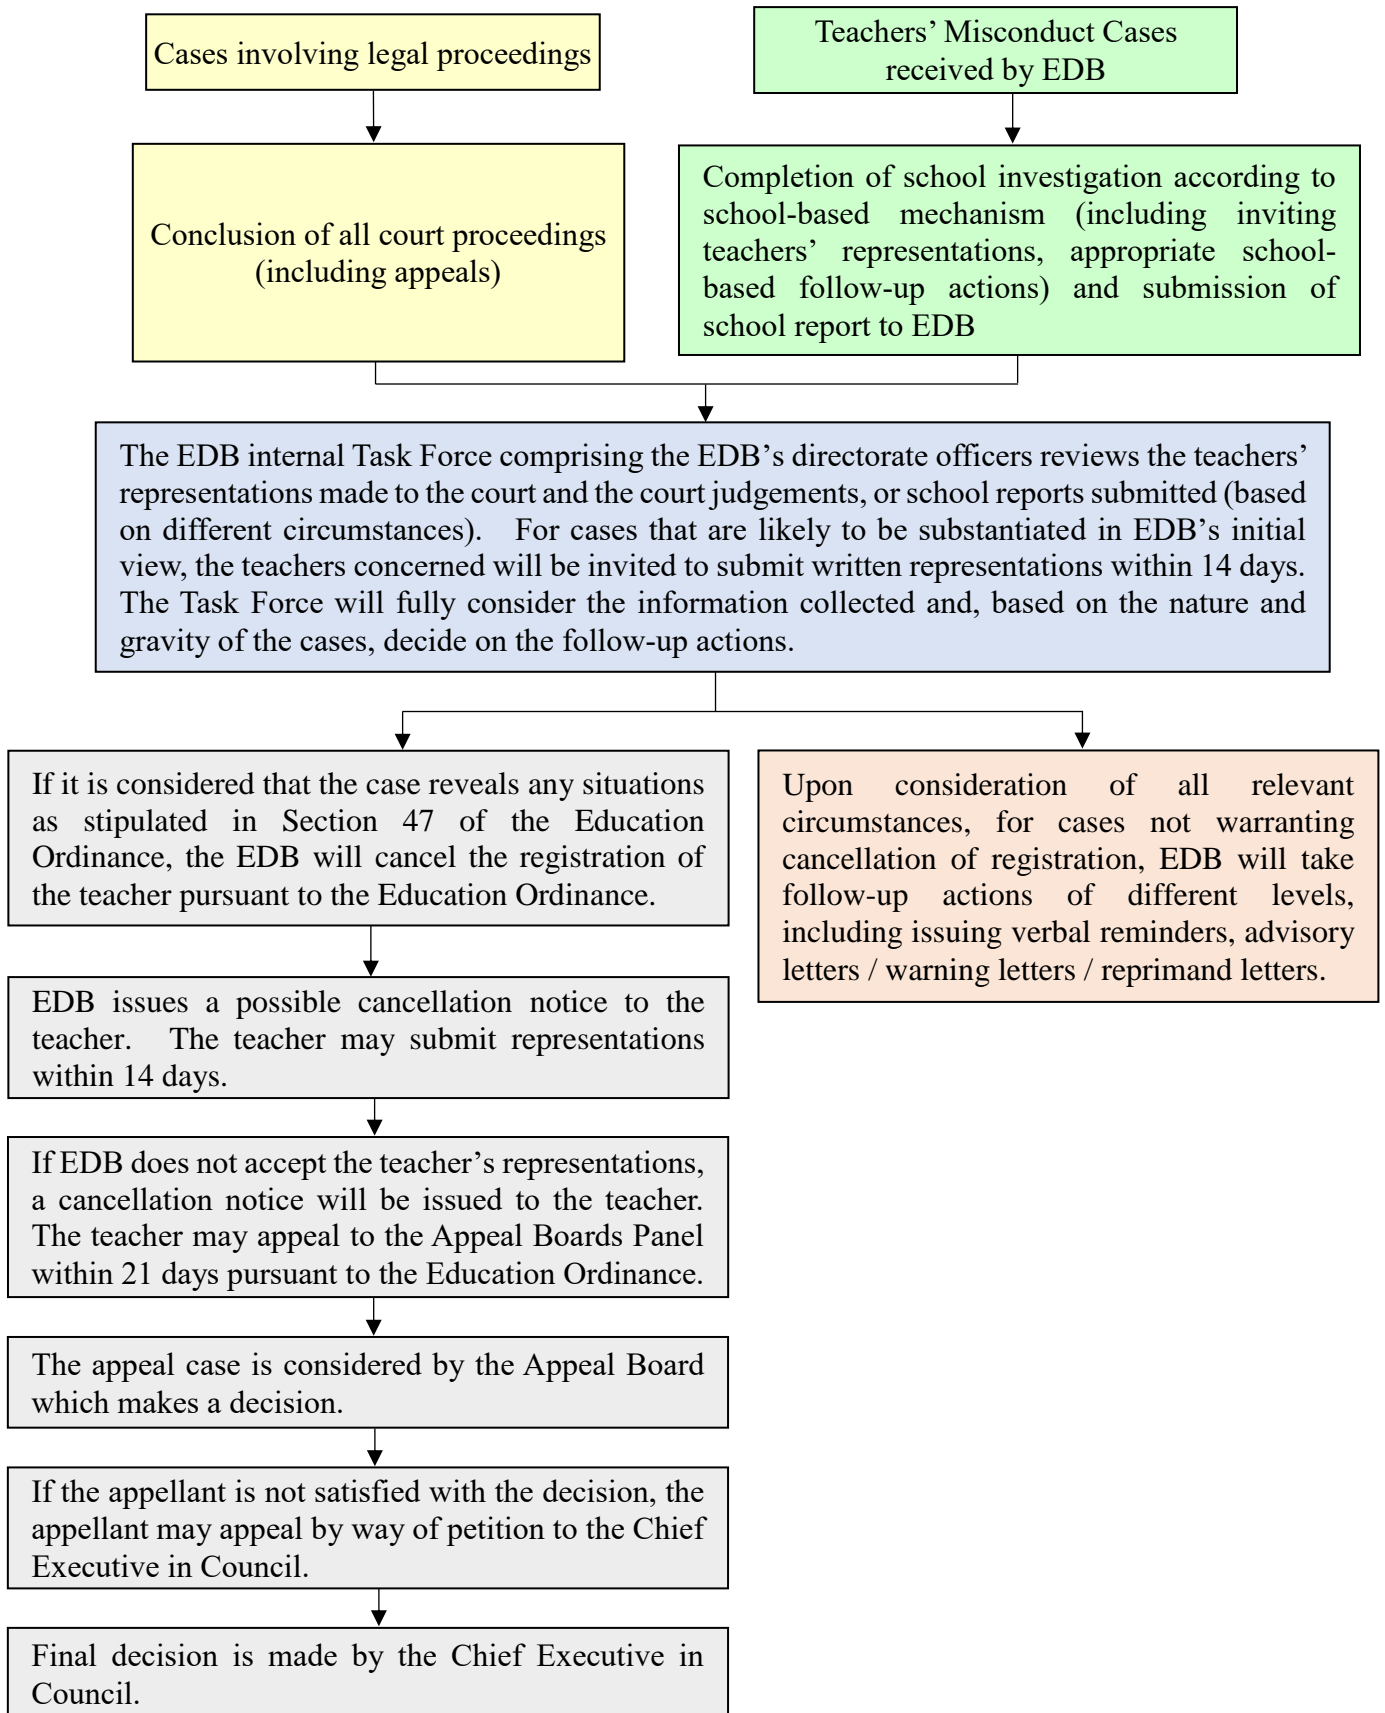 Cases involving legal proceedings
Teachers’ Misconduct Cases
received by EDB
Conclusion of all court proceedings
(including appeals)
Completion of school investigation according to
school-based mechanism (including inviting
teachers’ representations, appropriate school-
based follow-up actions) and submission of
school report to EDB
The EDB internal Task Force comprising the EDB’s directorate officers reviews the teachers’
representations made to the court and the court judgements, or school reports submitted (based
on different circumstances). For cases that are likely to be substantiated in EDB’s initial
view, the teachers concerned will be invited to submit written representations within 14 days.
The Task Force will fully consider the information collected and, based on the nature and
gravity of the cases, decide on the follow-up actions.
If it is considered that the case reveals any situations
as stipulated in Section 47 of the Education
Ordinance, the EDB will cancel the registration of
the teacher pursuant to the Education Ordinance.
Upon consideration of all relevant
circumstances, for cases not warranting
cancellation of registration, EDB will take
follow-up actions of different levels,
including issuing verbal reminders, advisory
letters / warning letters / reprimand letters.
EDB issues a possible cancellation notice to the
teacher. The teacher may submit representations
within 14 days.
If EDB does not accept the teacher’s representations,
a cancellation notice will be issued to the teacher.
The teacher may appeal to the Appeal Boards Panel
within 21 days pursuant to the Education Ordinance.
The appeal case is considered by the Appeal Board
which makes a decision.
If the appellant is not satisfied with the decision, the
appellant may appeal by way of petition to the Chief
Executive in Council.
Final decision is made by the Chief Executive in
Council.